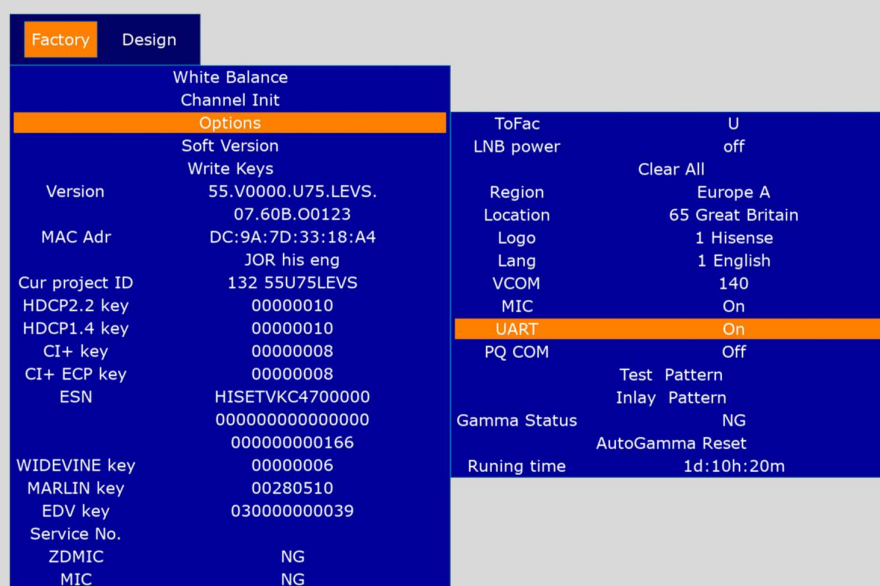 Factory Design
White Balance
Channel Init
Options
Soft Version
Write Keys
Version 55.V0000.U75.LEVS.
07.60B.O0123
MAC Adr DC:9A:7D:33:18:A4
JOR his eng
Cur project ID 132 55U75LEVS
HDCP2.2 key 00000010
HDCP1.4 key 00000010
CI+ key 00000008
CI+ ECP key 00000008
ESN HISETVKC4700000
000000000000000
000000000166
WIDEVINE key 00000006
MARLIN key 00280510
EDV key 030000000039
Service No.
ZDMIC NG
MIC NG
ToFac U
LNB power off
Clear All
Region Europe A
Location 65 Great Britain
Logo 1 Hisense
Lang 1 English
VCOM 140
MIC On
UART On
PQ COM Off
Test Pattern
Inlay Pattern
Gamma Status NG
AutoGamma Reset
Runing time 1d:10h:20m